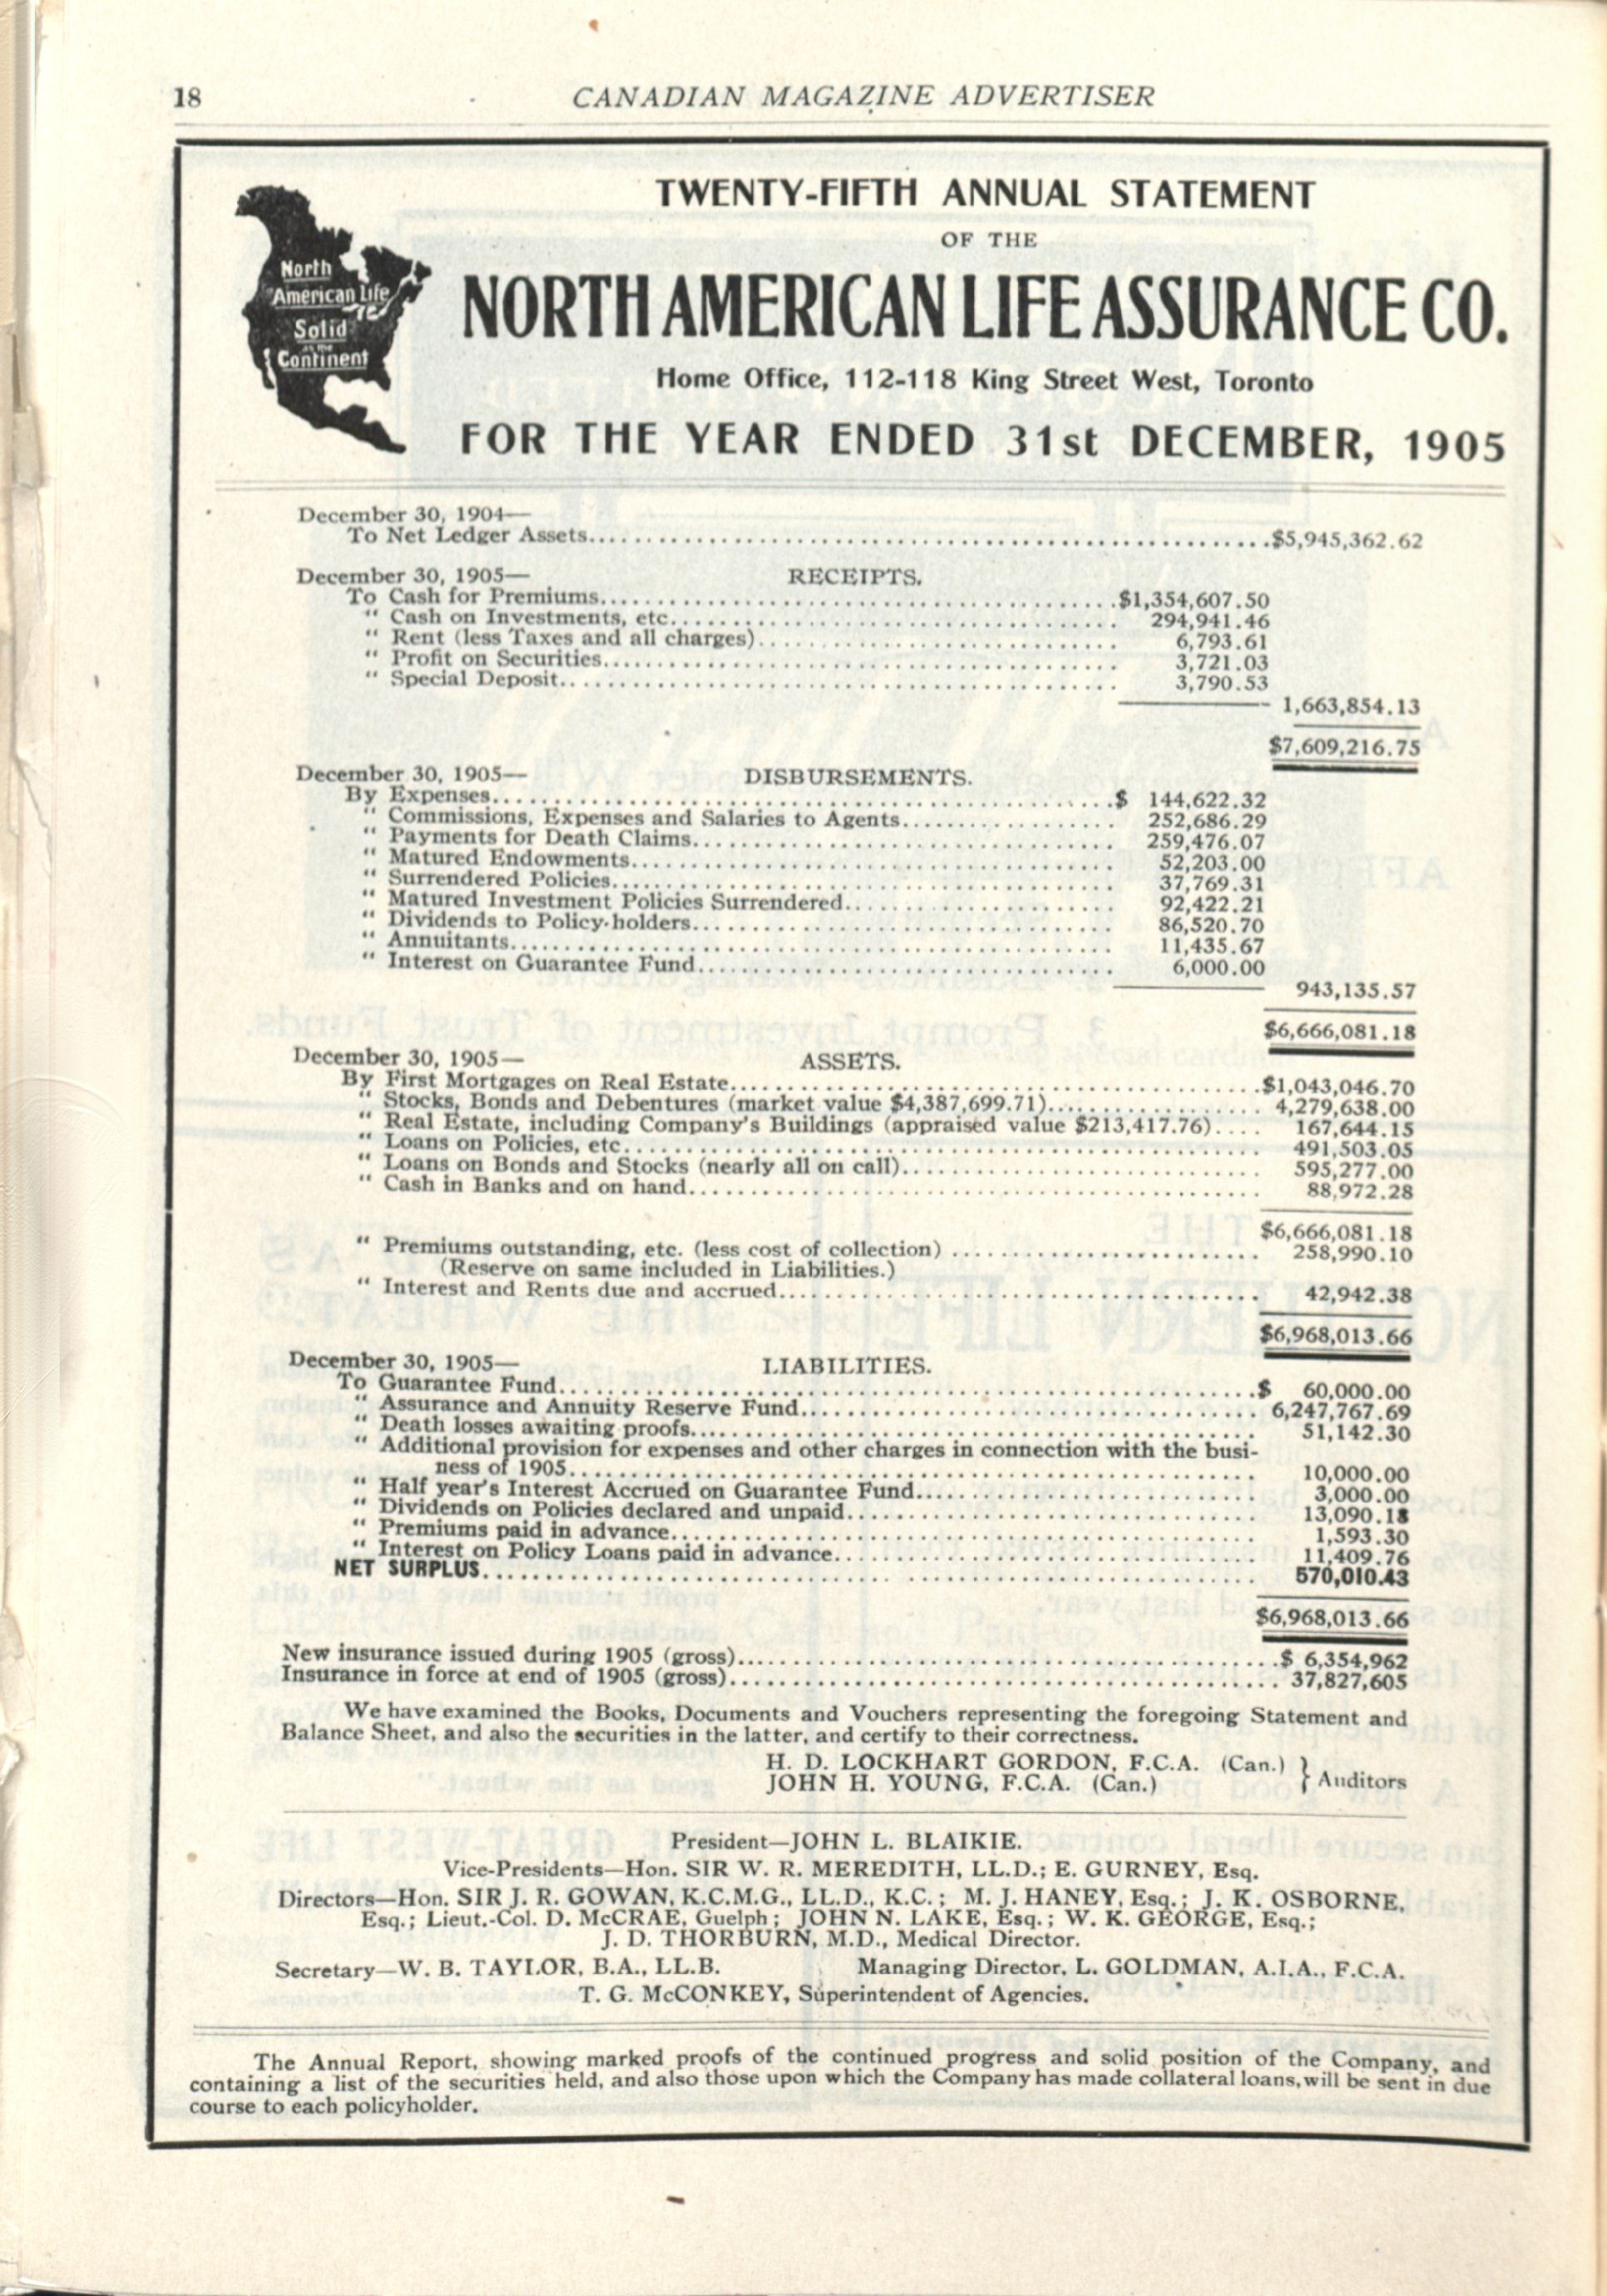 18
CANADIAN MAGAZINE ADVERTISER
North
American Life
Solid
as the
Continent
TWENTY-FIFTH ANNUAL STATEMENT
OF THE
NORTH AMERICAN LIFE ASSURANCE CO.
Home Office, 112-118 King Street West, Toronto
FOR THE YEAR ENDED 31st DECEMBER, 1905
December 30, 1904—
To Net Ledger Assets...$5,945,362.62
December 30, 1905— RECEIPTS.
To Cash for Premiums...$1,354,607.50
" Cash on Investments, etc... 294,941.46
" Rent (less Taxes and all charges)... 6,793.61
" Profit on Securities... 3,721.03
" Special Deposit... 3,790.53
1,663,854.13
$7,609,216.75
December 30, 1905— DISBURSEMENTS.
By Expenses...$ 144,622.32
" Commissions, Expenses and Salaries to Agents... 252,686.29
" Payments for Death Claims... 259,476.07
" Matured Endowments... 52,203.00
" Surrendered Policies... 37,769.31
" Matured Investment Policies Surrendered... 92,422.21
" Dividends to Policy-holders... 86,520.70
" Annuitants... 11,435.67
" Interest on Guarantee Fund... 6,000.00
943,135.57
$6,666,081.18
December 30, 1905— ASSETS.
By First Mortgages on Real Estate...$1,043,046.70
" Stocks, Bonds and Debentures (market value $4,387,699.71)... 4,279,638.00
" Real Estate, including Company's Buildings (appraised value $213,417.76).... 167,644.15
" Loans on Policies, etc... 491,503.05
" Loans on Bonds and Stocks (nearly all on call)... 595,277.00
" Cash in Banks and on hand... 88,972.28
$6,666,081.18
" Premiums outstanding, etc. (less cost of collection) ... 258,990.10
(Reserve on same included in Liabilities.)
" Interest and Rents due and accrued... 42,942.38
$6,968,013.66
December 30, 1905— LIABILITIES.
To Guarantee Fund...$ 60,000.00
" Assurance and Annuity Reserve Fund... 6,247,767.69
" Death losses awaiting proofs... 51,142.30
" Additional provision for expenses and other charges in connection with the busi-
ness of 1905... 10,000.00
" Half year's Interest Accrued on Guarantee Fund... 3,000.00
" Dividends on Policies declared and unpaid... 13,090.18
" Premiums paid in advance... 1,593.30
" Interest on Policy Loans paid in advance... 11,409.76
NET SURPLUS... 570,010.43
$6,968,013.66
New insurance issued during 1905 (gross)...$ 6,354,962
Insurance in force at end of 1905 (gross)... 37,827,605
We have examined the Books, Documents and Vouchers representing the foregoing Statement and
Balance Sheet, and also the securities in the latter, and certify to their correctness.
H. D. LOCKHART GORDON, F.C.A. (Can.)
JOHN H. YOUNG, F.C.A. (Can.) } Auditors
President—JOHN L. BLAIKIE.
Vice-Presidents—Hon. SIR W. R. MEREDITH, LL.D.; E. GURNEY, Esq.
Directors—Hon. SIR J. R. GOWAN, K.C.M.G., LL.D., K.C.; M. J. HANEY, Esq.; J. K. OSBORNE,
Esq.; Lieut.-Col. D. McCRAE, Guelph; JOHN N. LAKE, Esq.; W. K. GEORGE, Esq.;
J. D. THORBURN, M.D., Medical Director.
Secretary—W. B. TAYLOR, B.A., LL.B. Managing Director, L. GOLDMAN, A.I.A., F.C.A.
T. G. McCONKEY, Superintendent of Agencies.
The Annual Report, showing marked proofs of the continued progress and solid position of the Company, and
containing a list of the securities held, and also those upon which the Company has made collateral loans, will be sent in due
course to each policyholder.